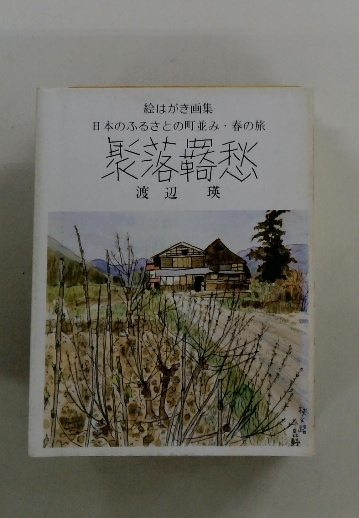 絵はがき画集
日本のふるさとの町並み・春の旅
聚落羇愁
渡辺 瑛